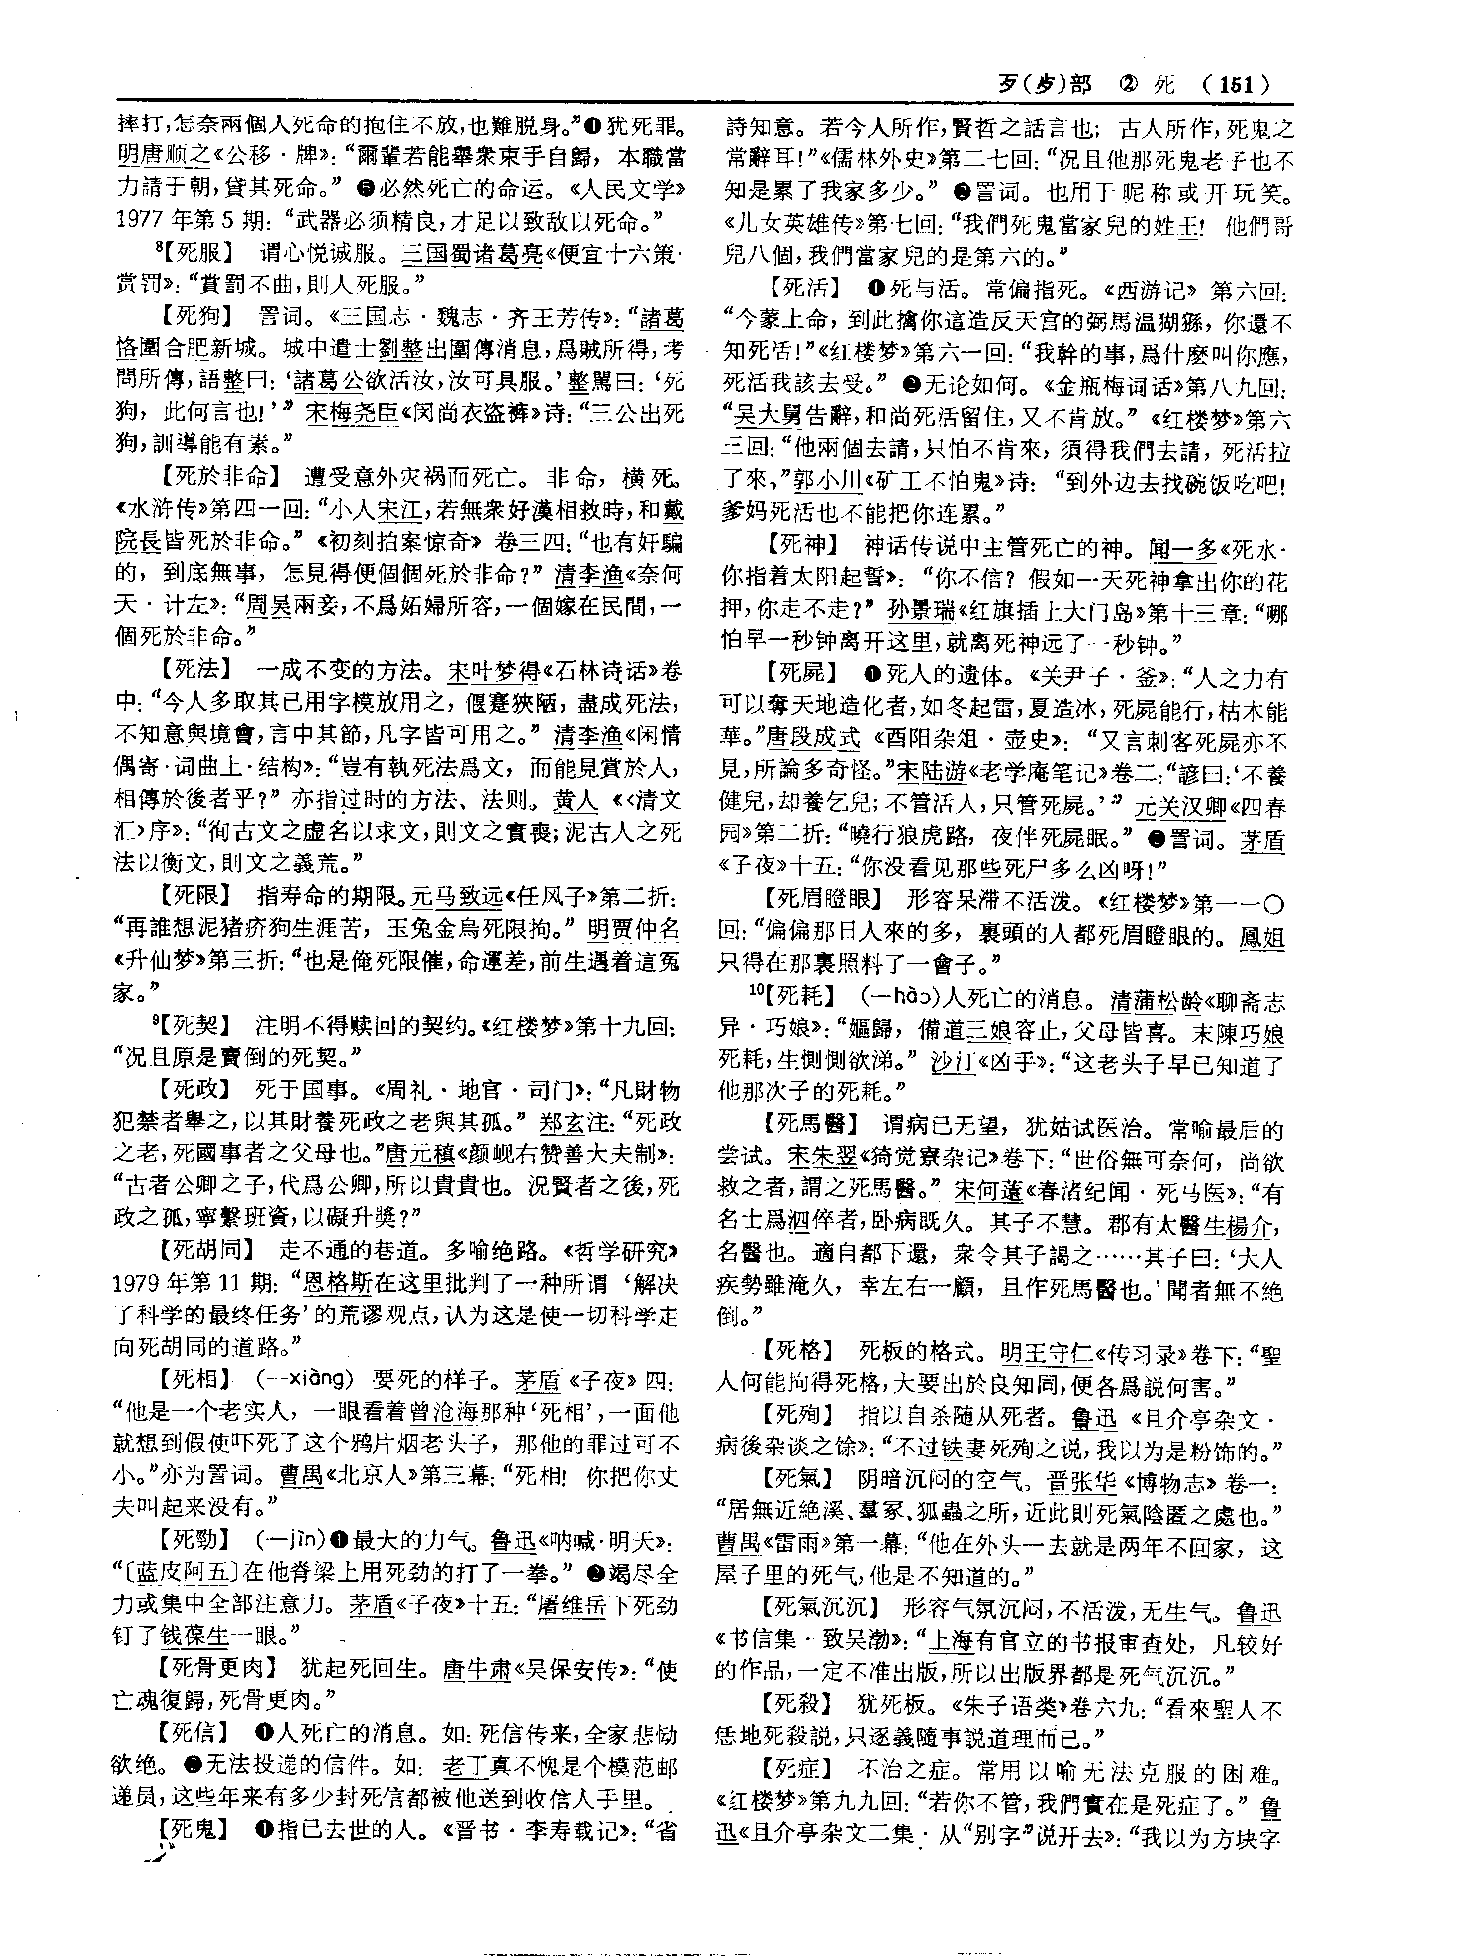 歹(歺)部　② 死　(151)
摔打，怎奈兩個人死命的抱住不放，也難脱身。”❶犹死罪。
明唐顺之《公移·牌》：“爾輩若能舉衆束手自歸，本職當
力請于朝，貸其死命。” ❺必然死亡的命运。《人民文学》
1977年第5期：“武器必须精良，才足以致敌以死命。”
⁸【死服】　谓心悦诚服。三国蜀诸葛亮《便宜十六策·
赏罚》：“賞罰不曲，則人死服。”
【死狗】　詈词。《三国志·魏志·齐王芳传》：“諸葛
恪圍合肥新城。城中遣士劉整出圍傳消息，爲賊所得，考
問所傳，語整曰：‘諸葛公欲活汝，汝可具服。’整駡曰：‘死
狗，此何言也！’” 宋梅尧臣《闵尚衣盗裤》诗：“三公出死
狗，訓導能有素。”
【死於非命】　遭受意外灾祸而死亡。非命，横死。
《水浒传》第四一回：“小人宋江，若無衆好漢相救時，和戴
院長皆死於非命。”《初刻拍案惊奇》卷三四：“也有奸騙
的，到底無事，怎見得便個個死於非命？” 清李渔《奈何
天·计左》：“周吴兩妾，不爲妬婦所容，一個嫁在民間，一
個死於非命。”
【死法】　一成不变的方法。宋叶梦得《石林诗话》卷
中：“今人多取其已用字模放用之，偃蹇狹陋，盡成死法，
不知意與境會，言中其節，凡字皆可用之。” 清李渔《闲情
偶寄·词曲上·结构》：“豈有執死法爲文，而能見賞於人，
相傳於後者乎？” 亦指过时的方法、法则。黄人《〈清文
汇〉序》：“徇古文之虚名以求文，則文之實喪；泥古人之死
法以衡文，則文之義荒。”
【死限】　指寿命的期限。元马致远《任风子》第二折：
“再誰想泥猪疥狗生涯苦，玉兔金烏死限拘。” 明贾仲名
《升仙梦》第三折：“也是俺死限催，命運差，前生遇着這冤
家。”
⁹【死契】　注明不得赎回的契约。《红楼梦》第十九回：
“况且原是賣倒的死契。”
【死政】　死于国事。《周礼·地官·司门》：“凡財物
犯禁者舉之，以其財養死政之老與其孤。” 郑玄注：“死政
之老，死國事者之父母也。”唐元稹《颜岘右赞善大夫制》：
“古者公卿之子，代爲公卿，所以貴貴也。況賢者之後，死
政之孤，寧繫班資，以礙升獎？”
【死胡同】　走不通的巷道。多喻绝路。《哲学研究》
1979年第11期：“恩格斯在这里批判了一种所谓‘解决
了科学的最终任务’的荒谬观点，认为这是使一切科学走
向死胡同的道路。”
【死相】　(—xiàng)　要死的样子。茅盾《子夜》四：
“他是一个老实人，一眼看着曾沧海那种‘死相’，一面他
就想到假使吓死了这个鸦片烟老头子，那他的罪过可不
小。”亦为詈词。曹禺《北京人》第三幕：“死相！你把你丈
夫叫起来没有。”
【死勁】　(—jìn)❶最大的力气。鲁迅《呐喊·明天》：
“〔蓝皮阿五〕在他脊梁上用死劲的打了一拳。” ❷竭尽全
力或集中全部注意力。茅盾《子夜》十五：“屠维岳下死劲
钉了钱葆生一眼。”
【死骨更肉】　犹起死回生。唐牛肃《吴保安传》：“使
亡魂復歸，死骨更肉。”
【死信】　❶人死亡的消息。如：死信传来，全家悲恸
欲绝。❷无法投递的信件。如：老丁真不愧是个模范邮
递员，这些年来有多少封死信都被他送到收信人手里。
【死鬼】　❶指已去世的人。《晋书·李寿载记》：“省
詩知意。若今人所作，賢哲之話言也；古人所作，死鬼之
常辭耳！”《儒林外史》第二七回：“况且他那死鬼老子也不
知是累了我家多少。” ❷詈词。也用于昵称或开玩笑。
《儿女英雄传》第七回：“我們死鬼當家兒的姓王！他們哥
兒八個，我們當家兒的是第六的。”
【死活】　❶死与活。常偏指死。《西游记》第六回：
“今蒙上命，到此擒你這造反天宫的弼馬温猢猻，你還不
知死活！”《红楼梦》第六一回：“我幹的事，爲什麽叫你應，
死活我該去受。” ❷无论如何。《金瓶梅词话》第八九回：
“吴大舅告辭，和尚死活留住，又不肯放。”《红楼梦》第六
三回：“他兩個去請，只怕不肯來，須得我們去請，死活拉
了來。”郭小川《矿工不怕鬼》诗：“到外边去找碗饭吃吧！
爹妈死活也不能把你连累。”
【死神】　神话传说中主管死亡的神。闻一多《死水·
你指着太阳起誓》：“你不信？假如一天死神拿出你的花
押，你走不走？” 孙景瑞《红旗插上大门岛》第十三章：“哪
怕早一秒钟离开这里，就离死神远了一秒钟。”
【死屍】　❶死人的遗体。《关尹子·釜》：“人之力有
可以奪天地造化者，如冬起雷，夏造冰，死屍能行，枯木能
華。”唐段成式《酉阳杂俎·壶史》：“又言刺客死屍亦不
見，所論多奇怪。”宋陆游《老学庵笔记》卷二：“諺曰：‘不養
健兒，却養乞兒；不管活人，只管死屍。’” 元关汉卿《四春
园》第二折：“曉行狼虎路，夜伴死屍眠。” ❷詈词。茅盾
《子夜》十五：“你没看见那些死尸多么凶呀！”
【死眉瞪眼】　形容呆滞不活泼。《红楼梦》第一一〇
回：“偏偏那日人來的多，裏頭的人都死眉瞪眼的。鳳姐
只得在那裏照料了一會子。”
¹⁰【死耗】　(—hào)人死亡的消息。清蒲松龄《聊斋志
异·巧娘》：“嫗歸，備道三娘容止，父母皆喜。末陳巧娘
死耗，生惻惻欲涕。” 沙汀《凶手》：“这老头子早已知道了
他那次子的死耗。”
【死馬醫】　谓病已无望，犹姑试医治。常喻最后的
尝试。宋朱翌《猗觉寮杂记》卷下：“世俗無可奈何，尚欲
救之者，謂之死馬醫。” 宋何薳《春渚纪闻·死马医》：“有
名士爲泗倅者，卧病既久。其子不慧。郡有太醫生楊介，
名醫也。適自都下還，衆令其子謁之……其子曰：‘大人
疾勢雖淹久，幸左右一顧，且作死馬醫也。’聞者無不绝
倒。”
【死格】　死板的格式。明王守仁《传习录》卷下：“聖
人何能拘得死格，大要出於良知同，便各爲説何害。”
【死殉】　指以自杀随从死者。鲁迅《且介亭杂文·
病後杂谈之馀》：“不过铁妻死殉之说，我以为是粉饰的。”
【死氣】　阴暗沉闷的空气。晋张华《博物志》卷一：
“居無近絶溪、羣冢、狐蟲之所，近此則死氣陰匿之處也。”
曹禺《雷雨》第一幕：“他在外头一去就是两年不回家，这
屋子里的死气，他是不知道的。”
【死氣沉沉】　形容气氛沉闷，不活泼，无生气。鲁迅
《书信集·致吴渤》：“上海有官立的书报审查处，凡较好
的作品，一定不准出版，所以出版界都是死气沉沉。”
【死殺】　犹死板。《朱子语类》卷六九：“看來聖人不
恁地死殺説，只逐義隨事説道理而已。”
【死症】　不治之症。常用以喻无法克服的困难。
《红楼梦》第九九回：“若你不管，我們實在是死症了。” 鲁
迅《且介亭杂文二集·从“别字”说开去》：“我以为方块字